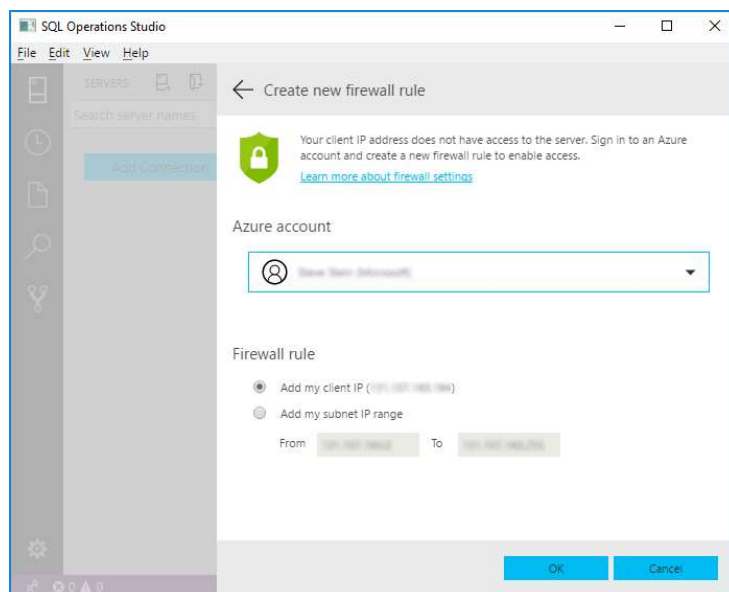 SQL Operations Studio
File Edit View Help
SERVERS
Search server names
Add Connection
Create new firewall rule
Your client IP address does not have access to the server. Sign in to an Azure
account and create a new firewall rule to enable access.
Learn more about firewall settings
Azure account
Firewall rule
Add my client IP (
)
Add my subnet IP range
From To
OK Cancel
0 0